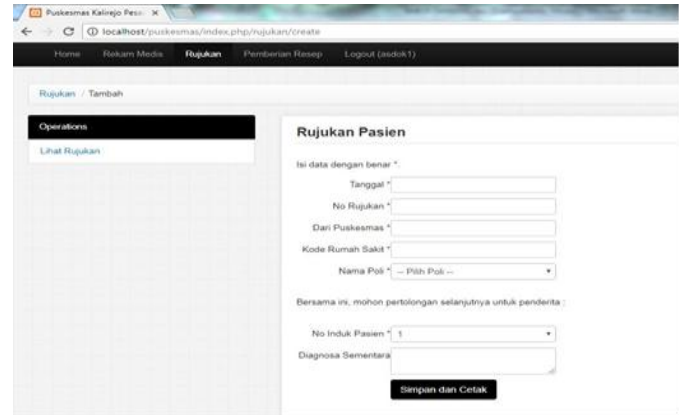 Puskesmas Kalirejo Pess
localhost/puskesmas/index.php/rujukan/create
Home Rekam Medis Rujukan Pemberian Resep Logout (asdok1)
Rujukan / Tambah
Operations
Lihat Rujukan
Rujukan Pasien
Isi data dengan benar *.
Tanggal *
No Rujukan *
Dari Puskesmas *
Kode Rumah Sakit *
Nama Poli * -- Pilih Poli --
Bersama ini, mohon pertolongan selanjutnya untuk penderita :
No Induk Pasien * 1
Diagnosa Sementara
Simpan dan Cetak